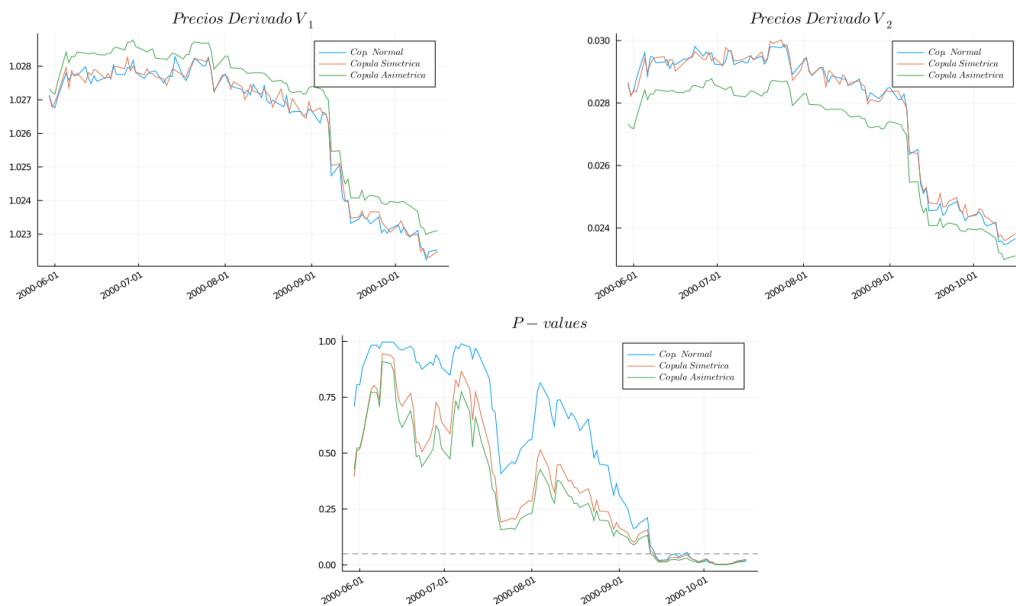 Precios Derivado V₁
1.028
1.027
1.026
1.025
1.024
1.023
Cop. Normal
Copula Simetrica
Copula Asimetrica
2000-06-01
2000-07-01
2000-08-01
2000-09-01
2000-10-01
Precios Derivado V₂
0.030
0.028
0.026
0.024
Cop. Normal
Copula Simetrica
Copula Asimetrica
2000-06-01
2000-07-01
2000-08-01
2000-09-01
2000-10-01
P − values
1.00
0.75
0.50
0.25
0.00
Cop. Normal
Copula Simetrica
Copula Asimetrica
2000-06-01
2000-07-01
2000-08-01
2000-09-01
2000-10-01